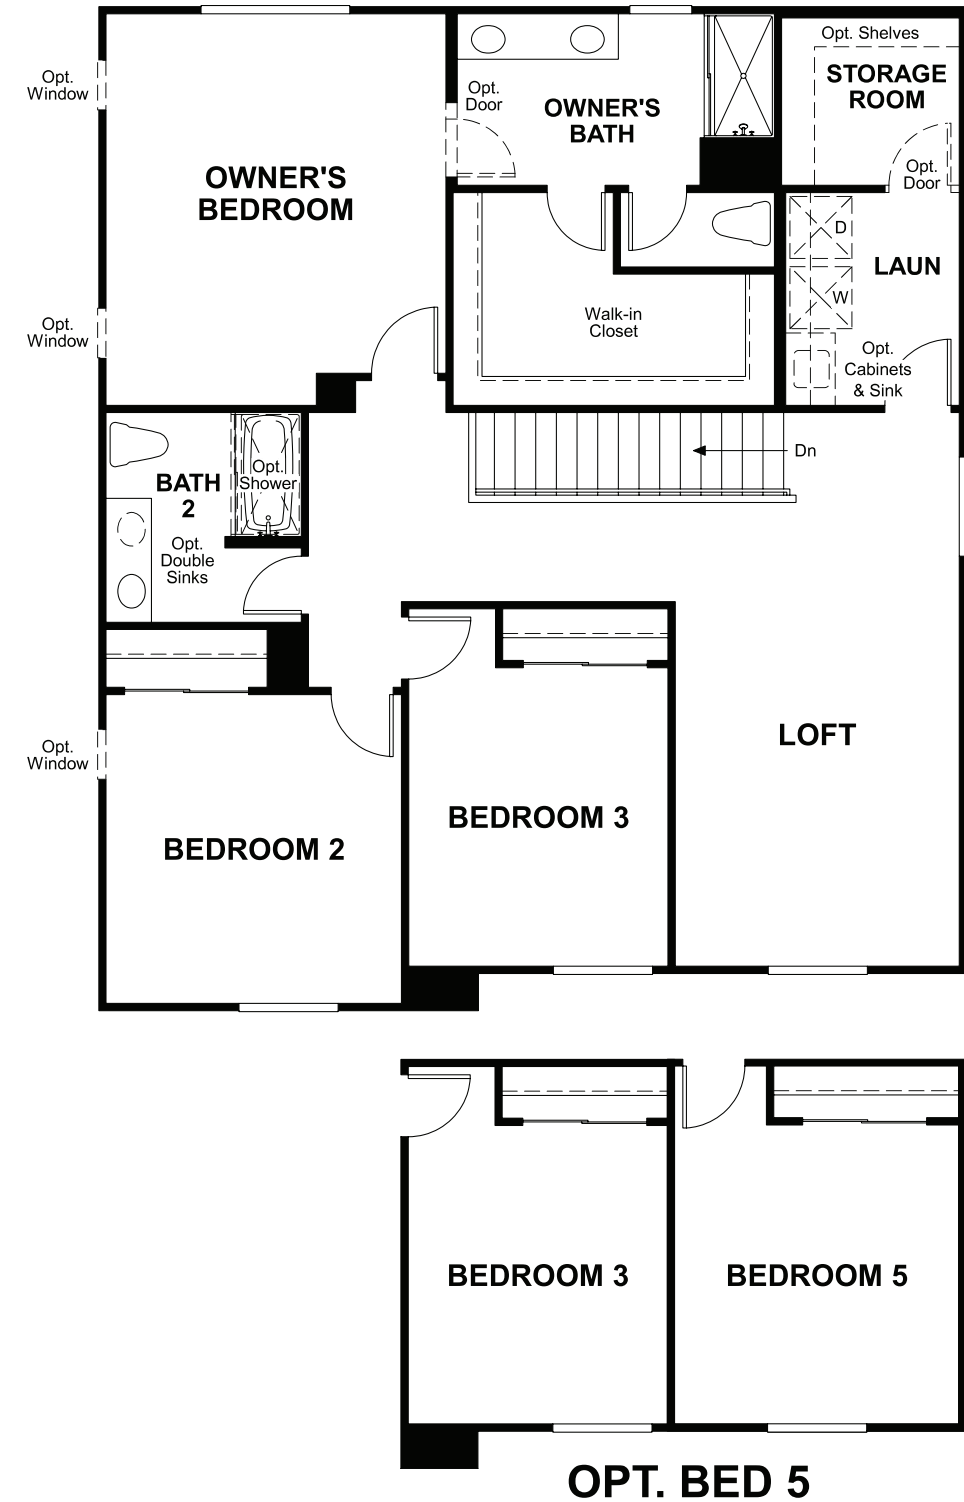 Opt. Shelves
STORAGE
ROOM
Opt.
Window
Opt.
Door
OWNER'S
BATH
Opt.
Door
OWNER'S
BEDROOM
D
LAUN
W
Opt.
Window
Walk-in
Closet
Opt.
Cabinets
& Sink
Dn
Opt.
Shower
BATH
2
Opt.
Double
Sinks
Opt.
Window
LOFT
BEDROOM 3
BEDROOM 2
BEDROOM 3
BEDROOM 5
OPT. BED 5